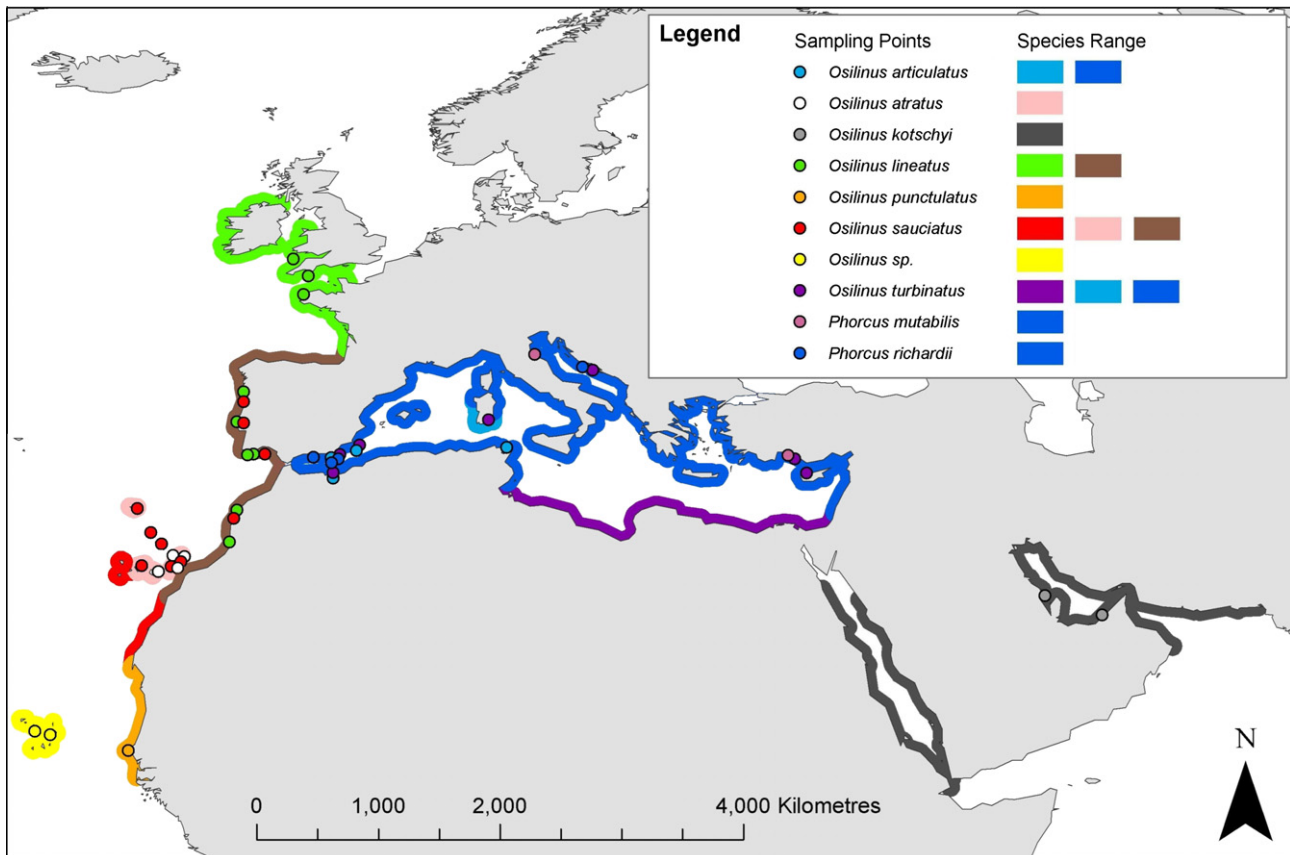 Legend
Sampling Points Species Range
Osilinus articulatus
Osilinus atratus
Osilinus kotschyi
Osilinus lineatus
Osilinus punctulatus
Osilinus sauciatus
Osilinus sp.
Osilinus turbinatus
Phorcus mutabilis
Phorcus richardii
N
0 1,000 2,000 4,000 Kilometres